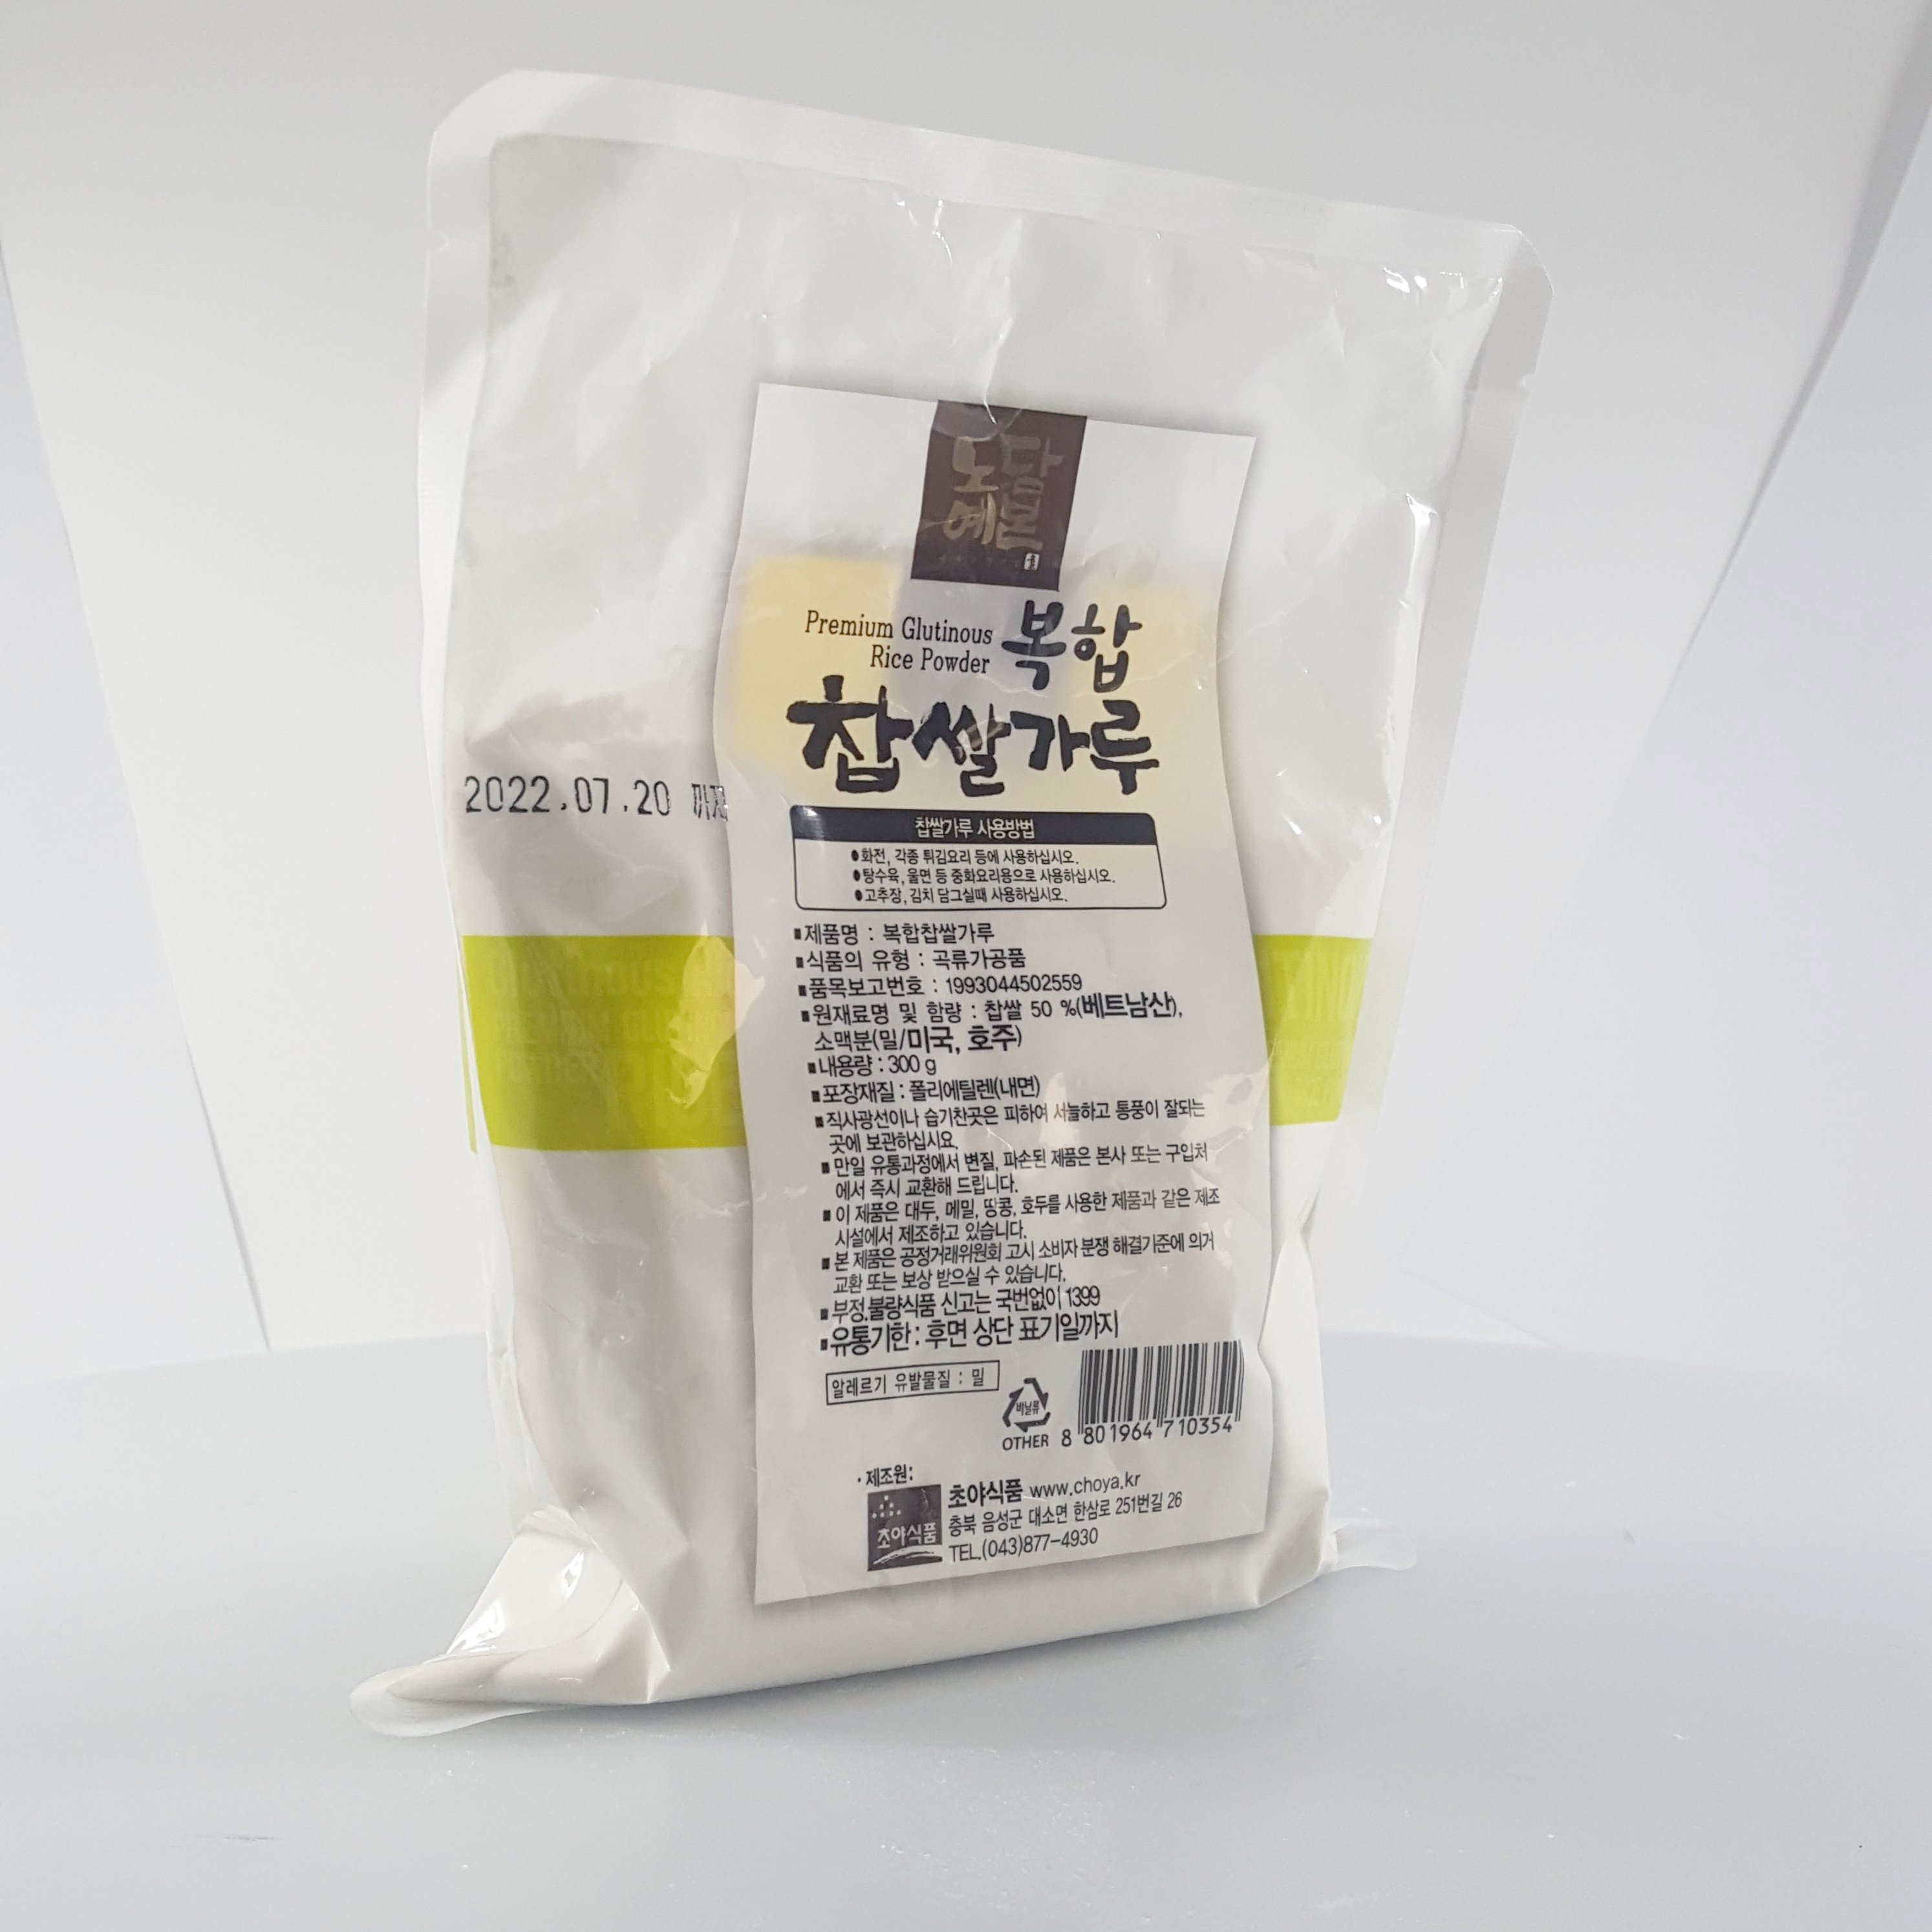 노담
예본
Premium Glutinous
Rice Powder
복합
찹쌀가루
2022.07.20 까지
찹쌀가루 사용방법
●화전, 각종 튀김요리 등에 사용하십시오.
●탕수육, 울면 등 중화요리용으로 사용하십시오.
●고추장, 김치 담그실때 사용하십시오.
■제품명 : 복합찹쌀가루
■식품의 유형 : 곡류가공품
■품목보고번호 : 1993044502559
■원재료명 및 함량 : 찹쌀 50 %(베트남산),
소맥분(밀/미국, 호주)
■내용량 : 300 g
■포장재질 : 폴리에틸렌(내면)
■직사광선이나 습기찬곳은 피하여 서늘하고 통풍이 잘되는
곳에 보관하십시요.
■만일 유통과정에서 변질, 파손된 제품은 본사 또는 구입처
에서 즉시 교환해 드립니다.
■이 제품은 대두, 메밀, 땅콩, 호두를 사용한 제품과 같은 제조
시설에서 제조하고 있습니다.
■본 제품은 공정거래위원회 고시 소비자 분쟁 해결기준에 의거
교환 또는 보상 받으실 수 있습니다.
■부정.불량식품 신고는 국번없이 1399
■유통기한 : 후면 상단 표기일까지
알레르기 유발물질 : 밀
비닐류
OTHER
8 801964 710354
· 제조원:
초야식품
초야식품 www.choya.kr
충북 음성군 대소면 한삼로 251번길 26
TEL.(043)877-4930